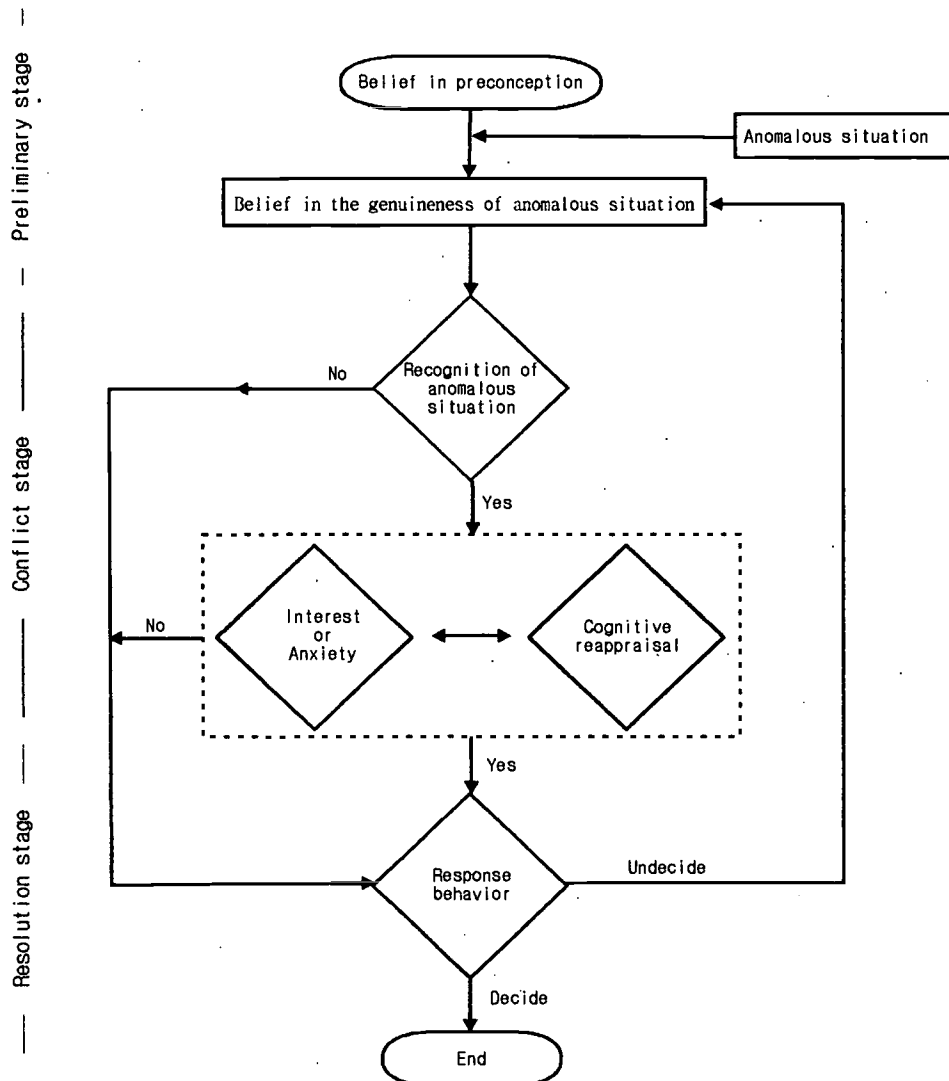 Preliminary stage
Conflict stage
Resolution stage
Belief in preconception
Anomalous situation
Belief in the genuineness of anomalous situation
Recognition of
anomalous
situation
No
Yes
Interest
or
Anxiety
Cognitive
reappraisal
No
Yes
Response
behavior
Undecide
Decide
End